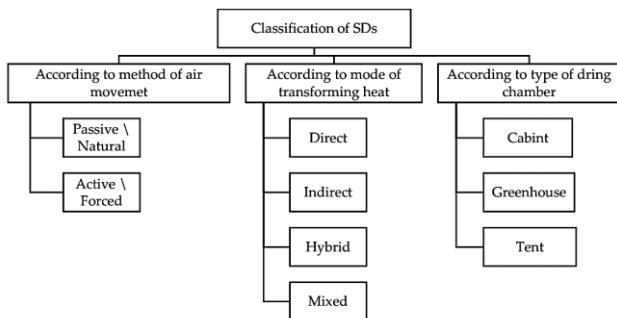 Classification of SDs
According to method of air
movemet
According to mode of
transforming heat
According to type of dring
chamber
Passive \
Natural
Active \
Forced
Direct
Indirect
Hybrid
Mixed
Cabint
Greenhouse
Tent